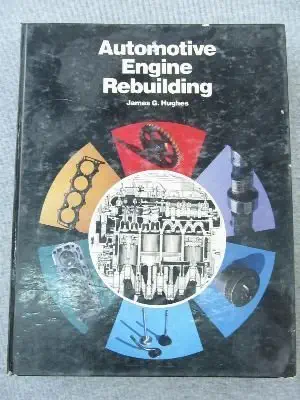 Automotive
Engine
Rebuilding
James G. Hughes